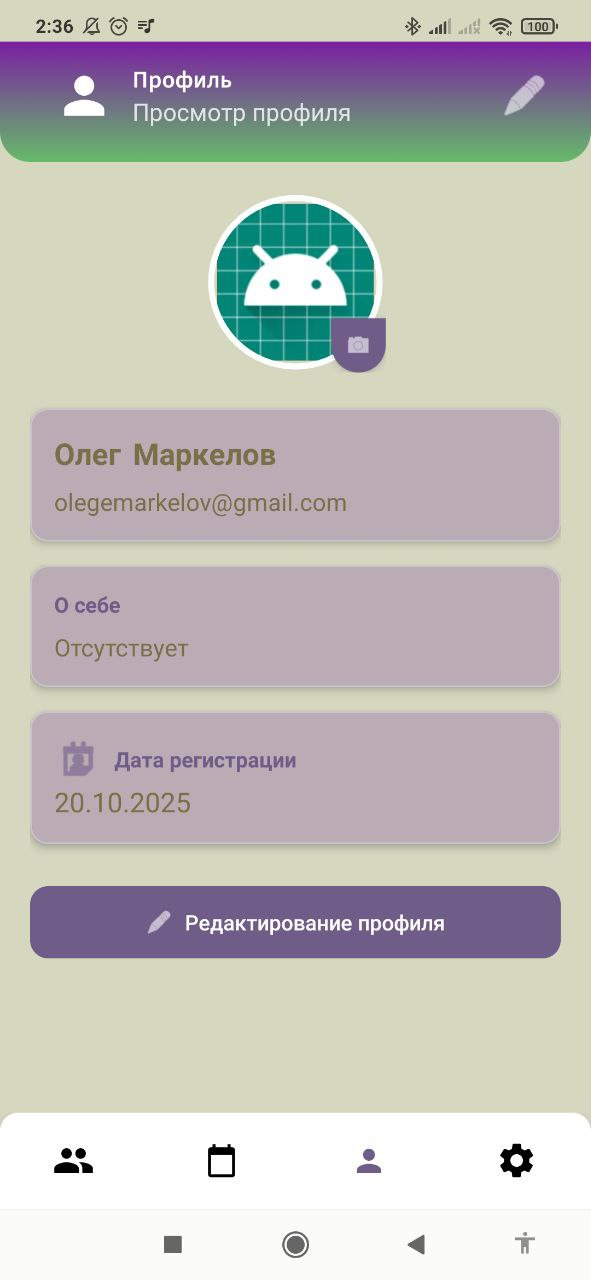 2:36
100
Профиль
Просмотр профиля
Олег Маркелов
olegemarkelov@gmail.com
О себе
Отсутствует
Дата регистрации
20.10.2025
Редактирование профиля